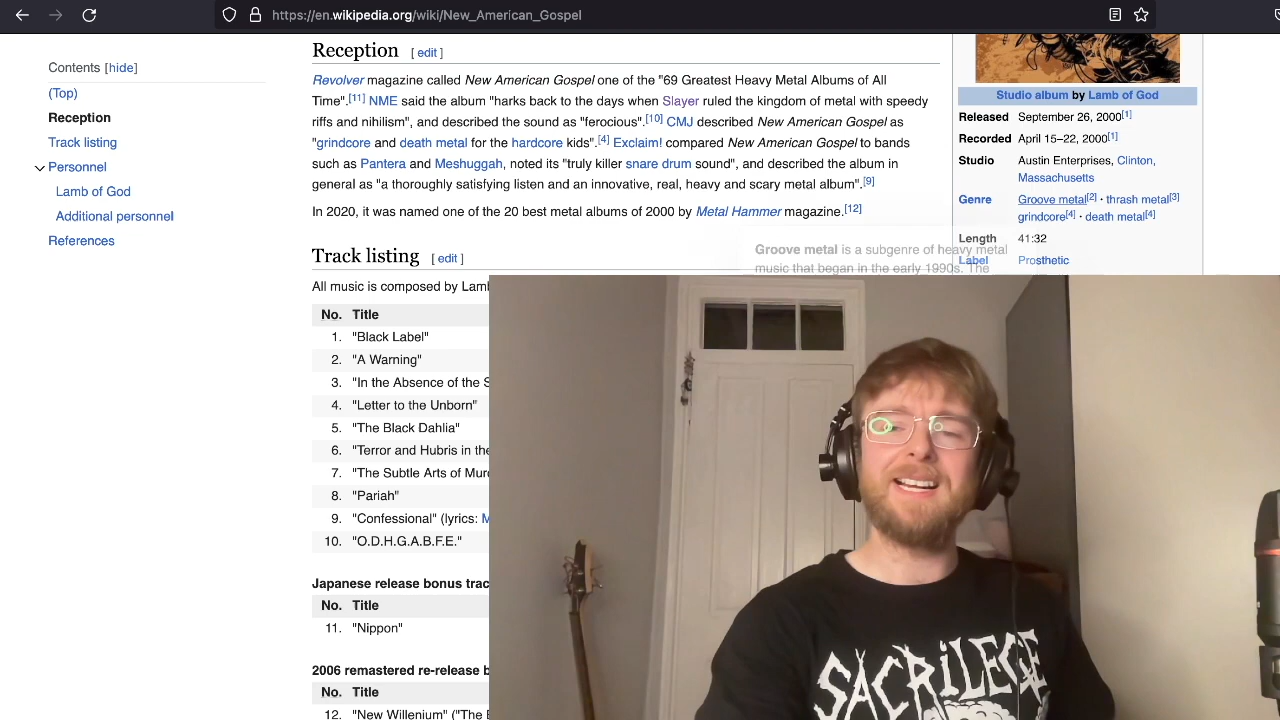 https://en.wikipedia.org/wiki/New_American_Gospel
Contents [hide]
(Top)
Reception
Track listing
Personnel
Lamb of God
Additional personnel
References
Reception [ edit ]
Revolver magazine called New American Gospel one of the "69 Greatest Heavy Metal Albums of All
Time".[11] NME said the album "harks back to the days when Slayer ruled the kingdom of metal with speedy
riffs and nihilism", and described the sound as "ferocious".[10] CMJ described New American Gospel as
"grindcore and death metal for the hardcore kids".[4] Exclaim! compared New American Gospel to bands
such as Pantera and Meshuggah, noted its "truly killer snare drum sound", and described the album in
general as "a thoroughly satisfying listen and an innovative, real, heavy and scary metal album".[9]
In 2020, it was named one of the 20 best metal albums of 2000 by Metal Hammer magazine.[12]
Track listing [ edit ]
All music is composed by Lamb
No. Title
1. "Black Label"
2. "A Warning"
3. "In the Absence of the S
4. "Letter to the Unborn"
5. "The Black Dahlia"
6. "Terror and Hubris in the
7. "The Subtle Arts of Murd
8. "Pariah"
9. "Confessional" (lyrics: M
10. "O.D.H.G.A.B.F.E."
Japanese release bonus trac
No. Title
11. "Nippon"
2006 remastered re-release b
No. Title
12. "New Willenium" ("The B
Studio album by Lamb of God
Released September 26, 2000[1]
Recorded April 15–22, 2000[1]
Studio Austin Enterprises, Clinton,
Massachusetts
Genre Groove metal[2] · thrash metal[3]
grindcore[4] · death metal[4]
Length 41:32
Label Prosthetic
Groove metal is a subgenre of heavy metal
music that began in the early 1990s. The
SACRILEGE